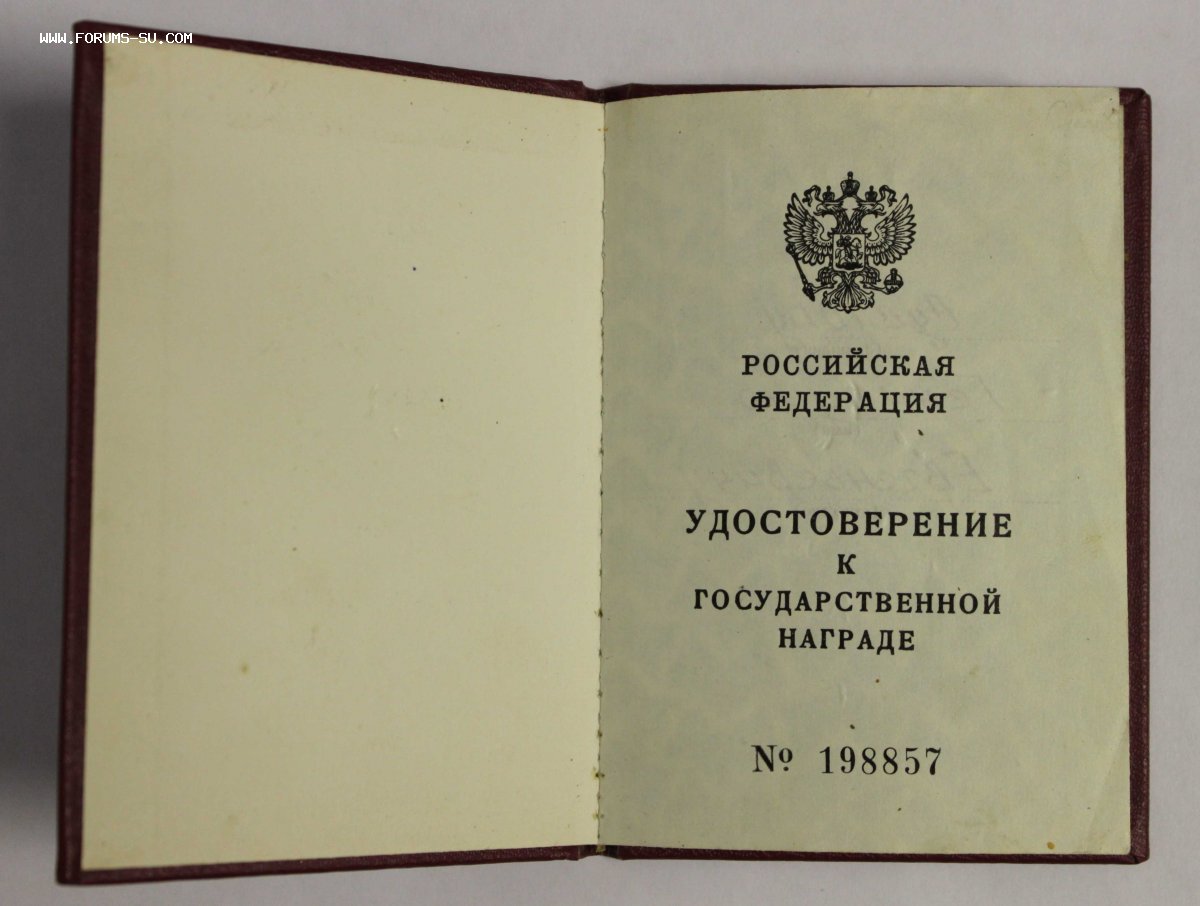 www.FORUMS-SU.COM
РОССИЙСКАЯ
ФЕДЕРАЦИЯ
УДОСТОВЕРЕНИЕ
К
ГОСУДАРСТВЕННОЙ
НАГРАДЕ
№ 198857